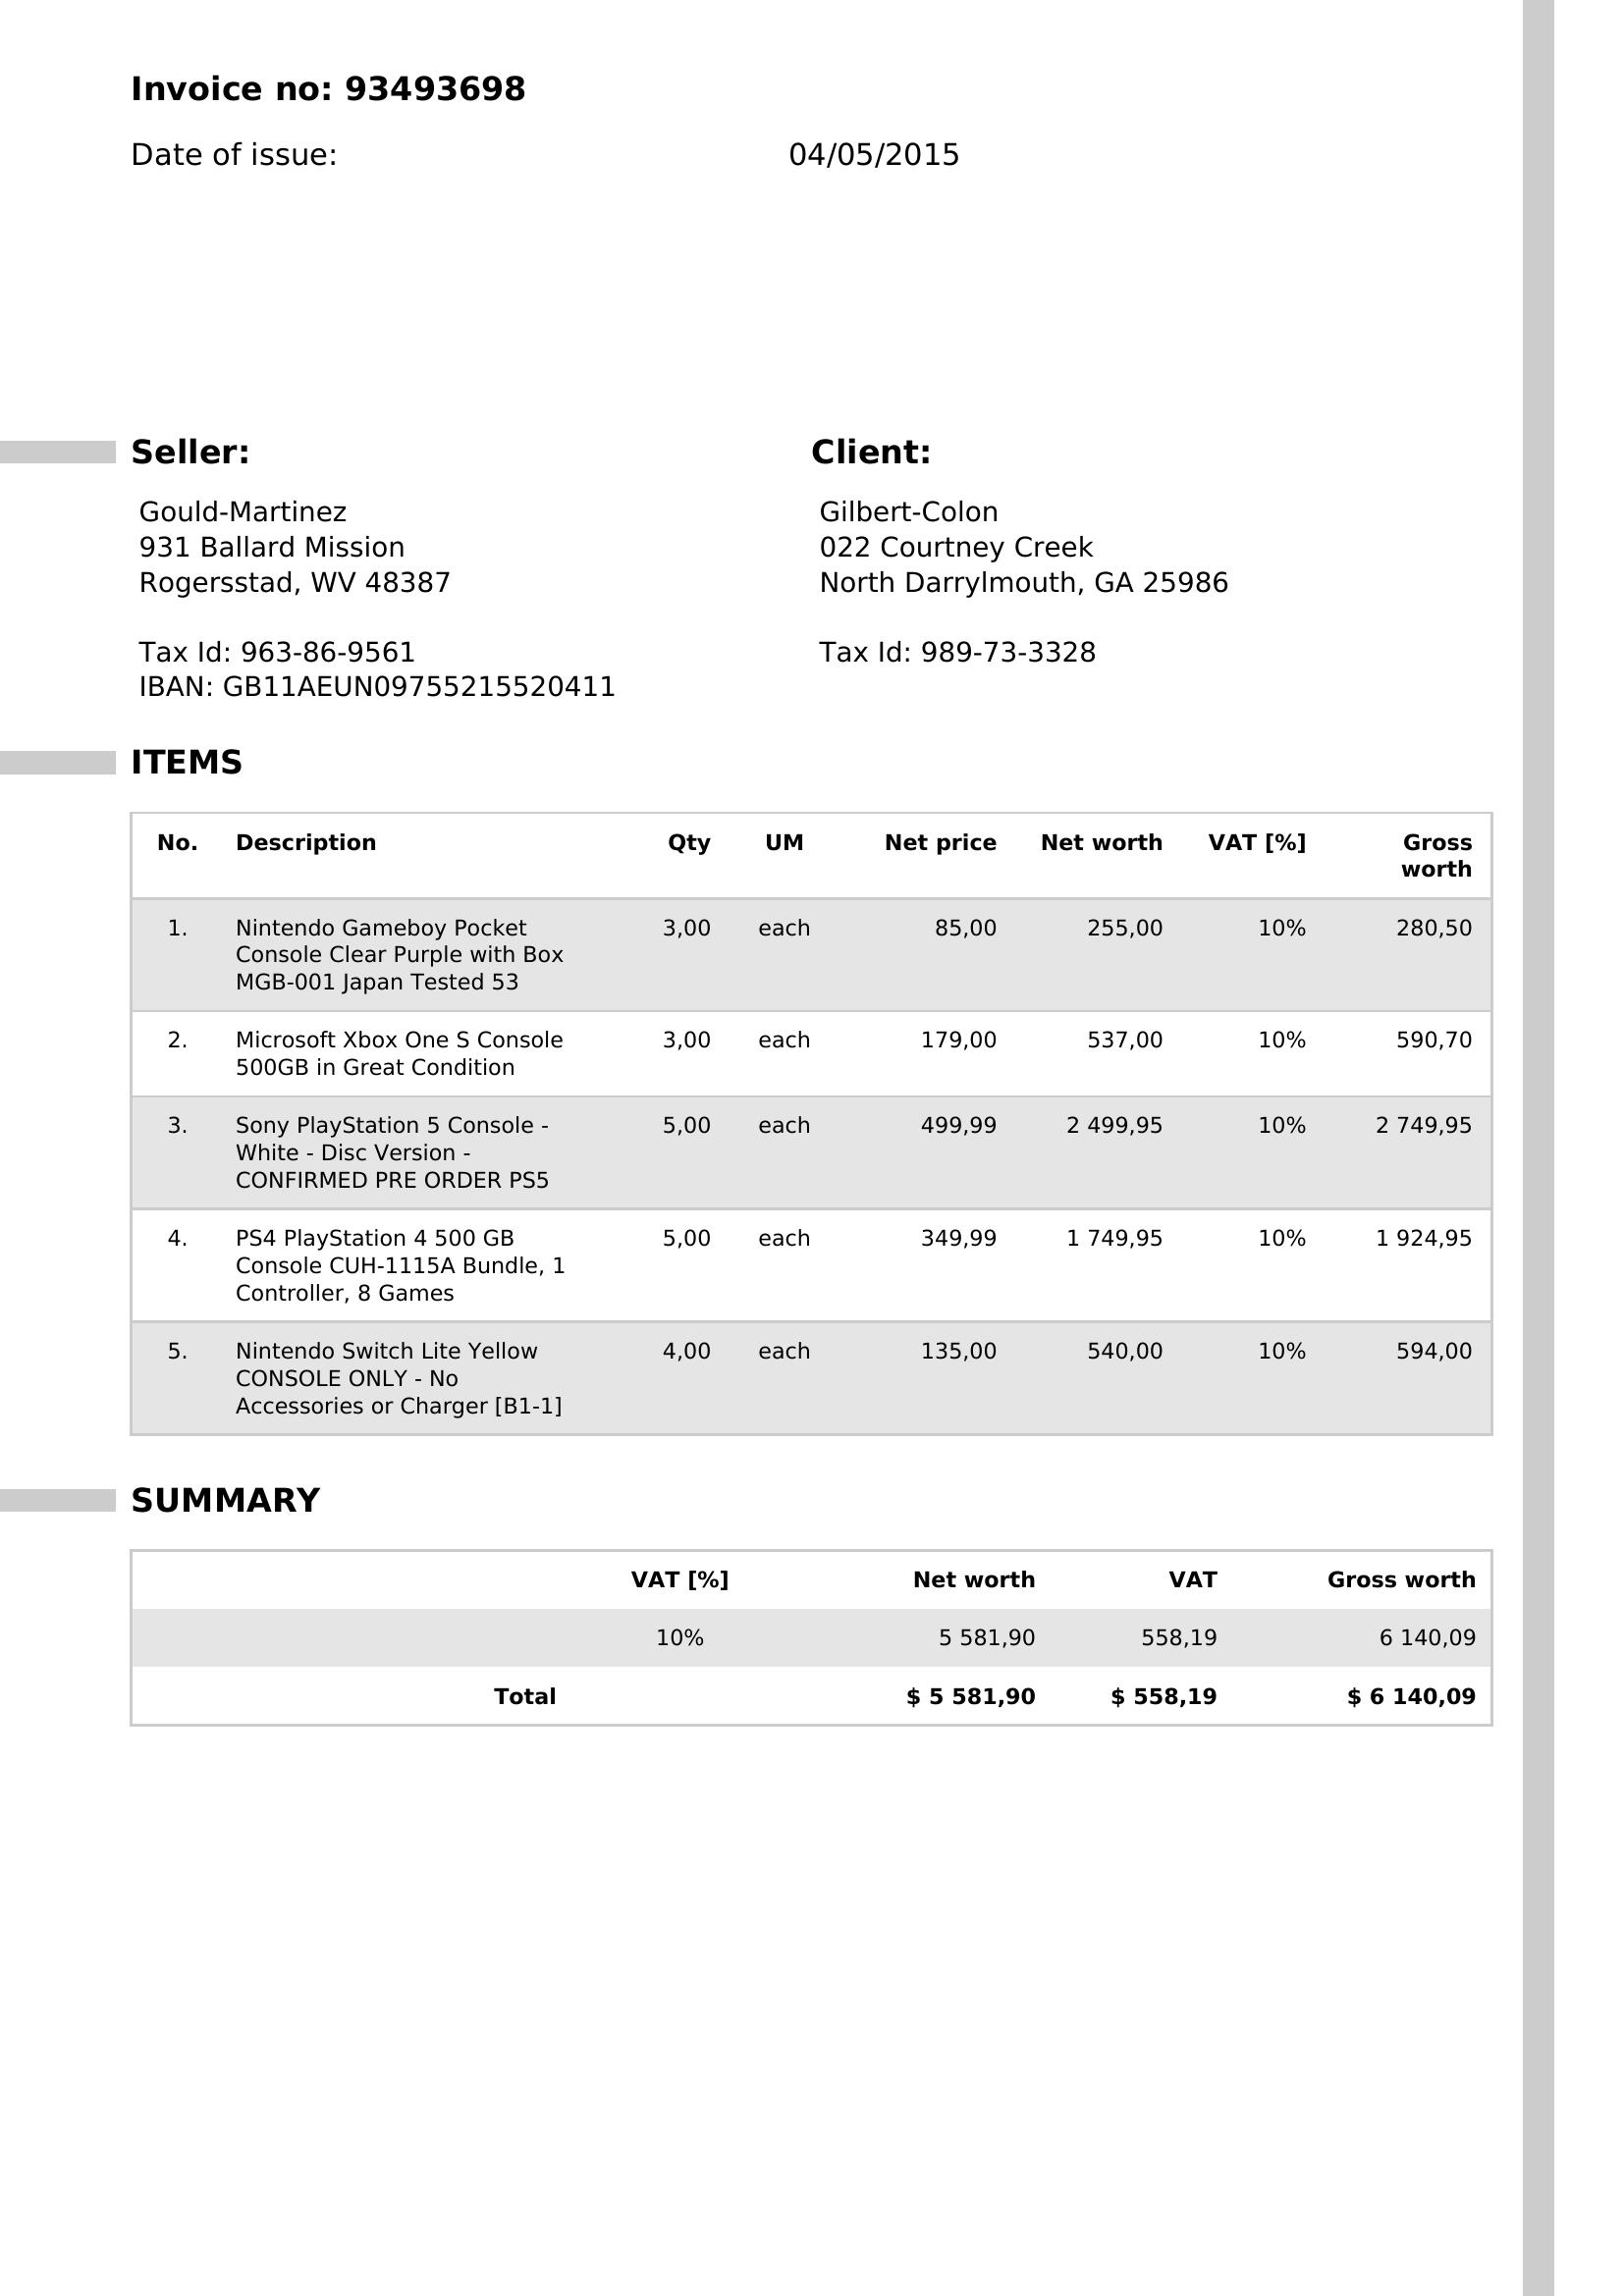 Invoice no: 93493698
Date of issue: 04/05/2015
Seller:
Gould-Martinez
931 Ballard Mission
Rogersstad, WV 48387
Tax Id: 963-86-9561
IBAN: GB11AEUN09755215520411
Client:
Gilbert-Colon
022 Courtney Creek
North Darrylmouth, GA 25986
Tax Id: 989-73-3328
ITEMS
No. Description Qty UM Net price Net worth VAT [%] Gross
worth
1. Nintendo Gameboy Pocket 3,00 each 85,00 255,00 10% 280,50
Console Clear Purple with Box
MGB-001 Japan Tested 53
2. Microsoft Xbox One S Console 3,00 each 179,00 537,00 10% 590,70
500GB in Great Condition
3. Sony PlayStation 5 Console - 5,00 each 499,99 2 499,95 10% 2 749,95
White - Disc Version -
CONFIRMED PRE ORDER PS5
4. PS4 PlayStation 4 500 GB 5,00 each 349,99 1 749,95 10% 1 924,95
Console CUH-1115A Bundle, 1
Controller, 8 Games
5. Nintendo Switch Lite Yellow 4,00 each 135,00 540,00 10% 594,00
CONSOLE ONLY - No
Accessories or Charger [B1-1]
SUMMARY
VAT [%] Net worth VAT Gross worth
10% 5 581,90 558,19 6 140,09
Total $ 5 581,90 $ 558,19 $ 6 140,09